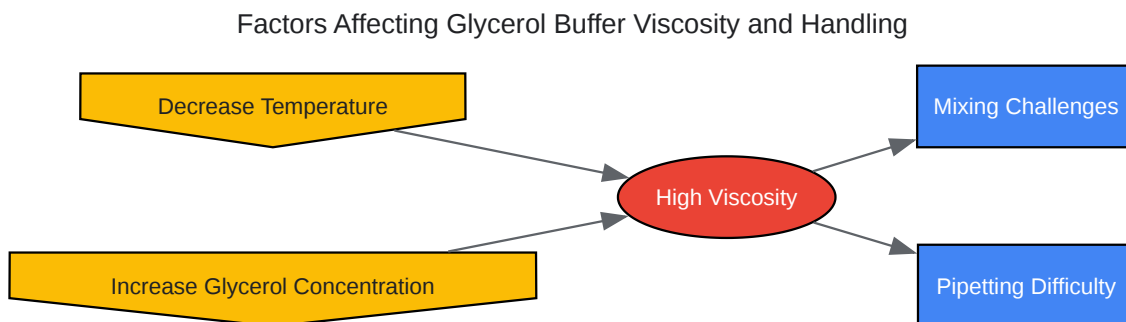 Factors Affecting Glycerol Buffer Viscosity and Handling
Decrease Temperature
Mixing Challenges
High Viscosity
Increase Glycerol Concentration
Pipetting Difficulty